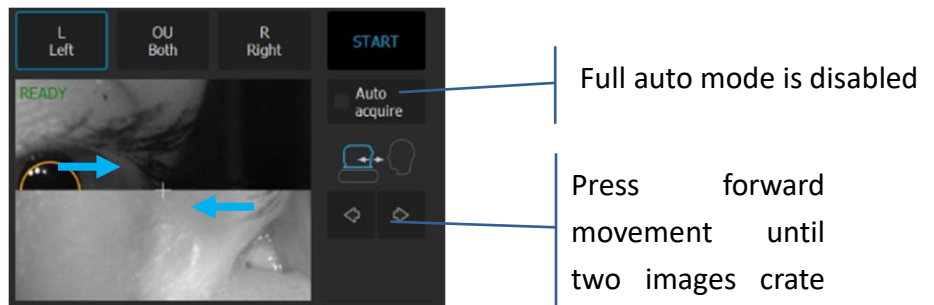 L
Left
OU
Both
R
Right
START
READY
Auto
acquire
Full auto mode is disabled
Press forward
movement until
two images crate